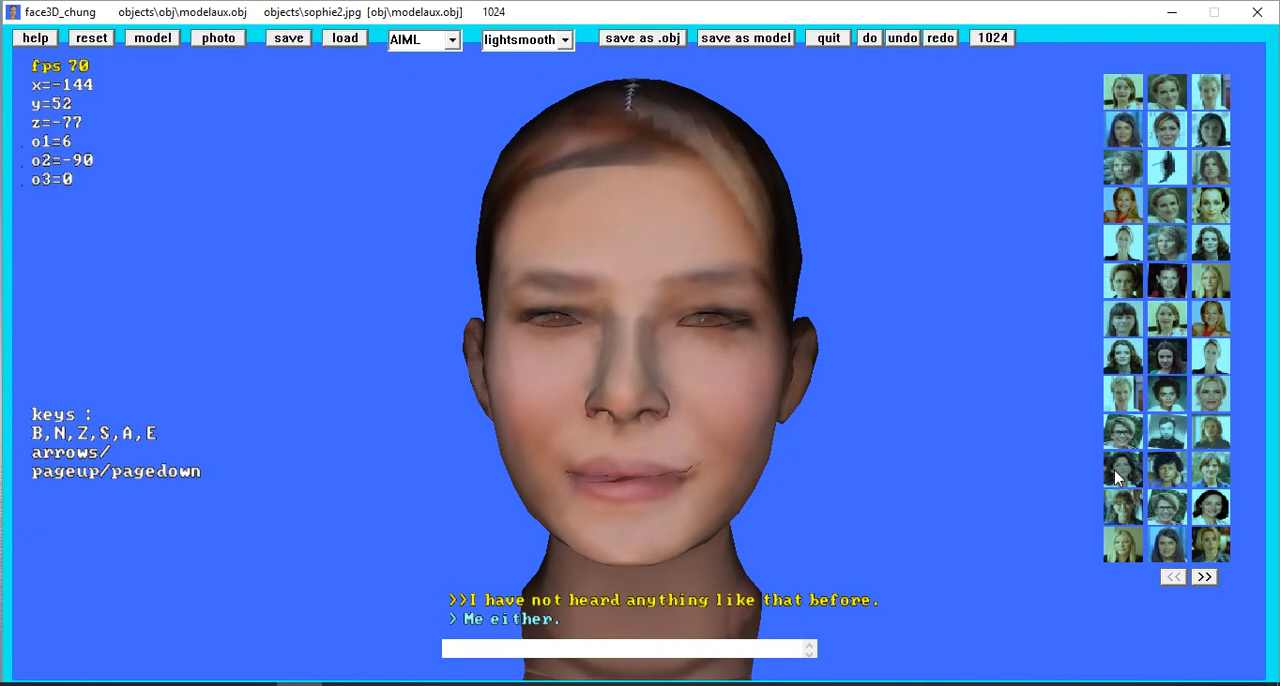 face3D_chung objects\obj\modelaux.obj objects\sophie2.jpg [obj\modelaux.obj] 1024
help reset model photo save load AIML lightsmooth save as .obj save as model quit do undo redo 1024
fps 70
x=-144
y=52
z=-77
o1=6
o2=-90
o3=0
keys :
B,N,Z,S,A,E
arrows/
pageup/pagedown
<< >>
>>I have not heard anything like that before.
> Me either.